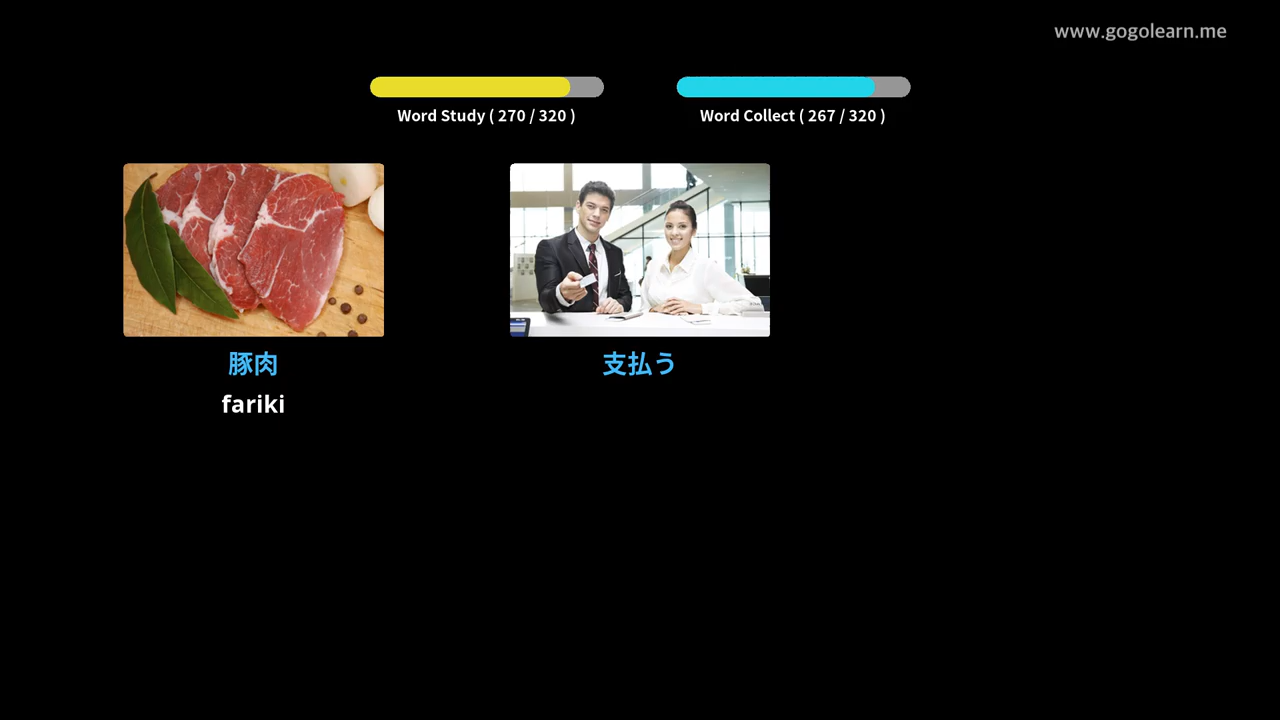 www.gogolearn.me
Word Study ( 270 / 320 )
Word Collect ( 267 / 320 )
豚肉
支払う
fariki